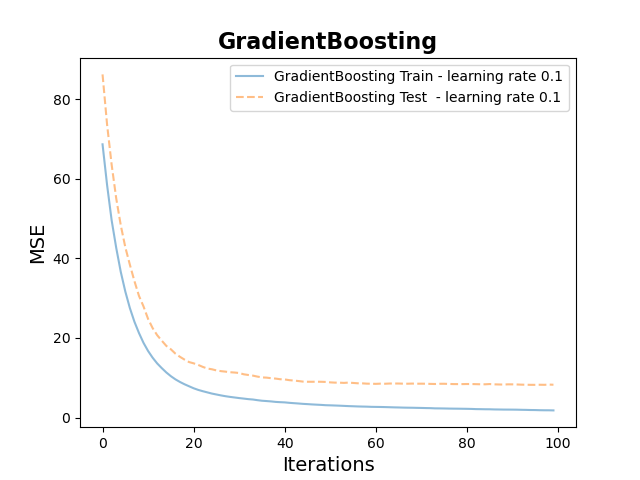 GradientBoosting
GradientBoosting Train - learning rate 0.1
GradientBoosting Test  - learning rate 0.1
MSE
80
60
40
20
0
0 20 40 60 80 100
Iterations